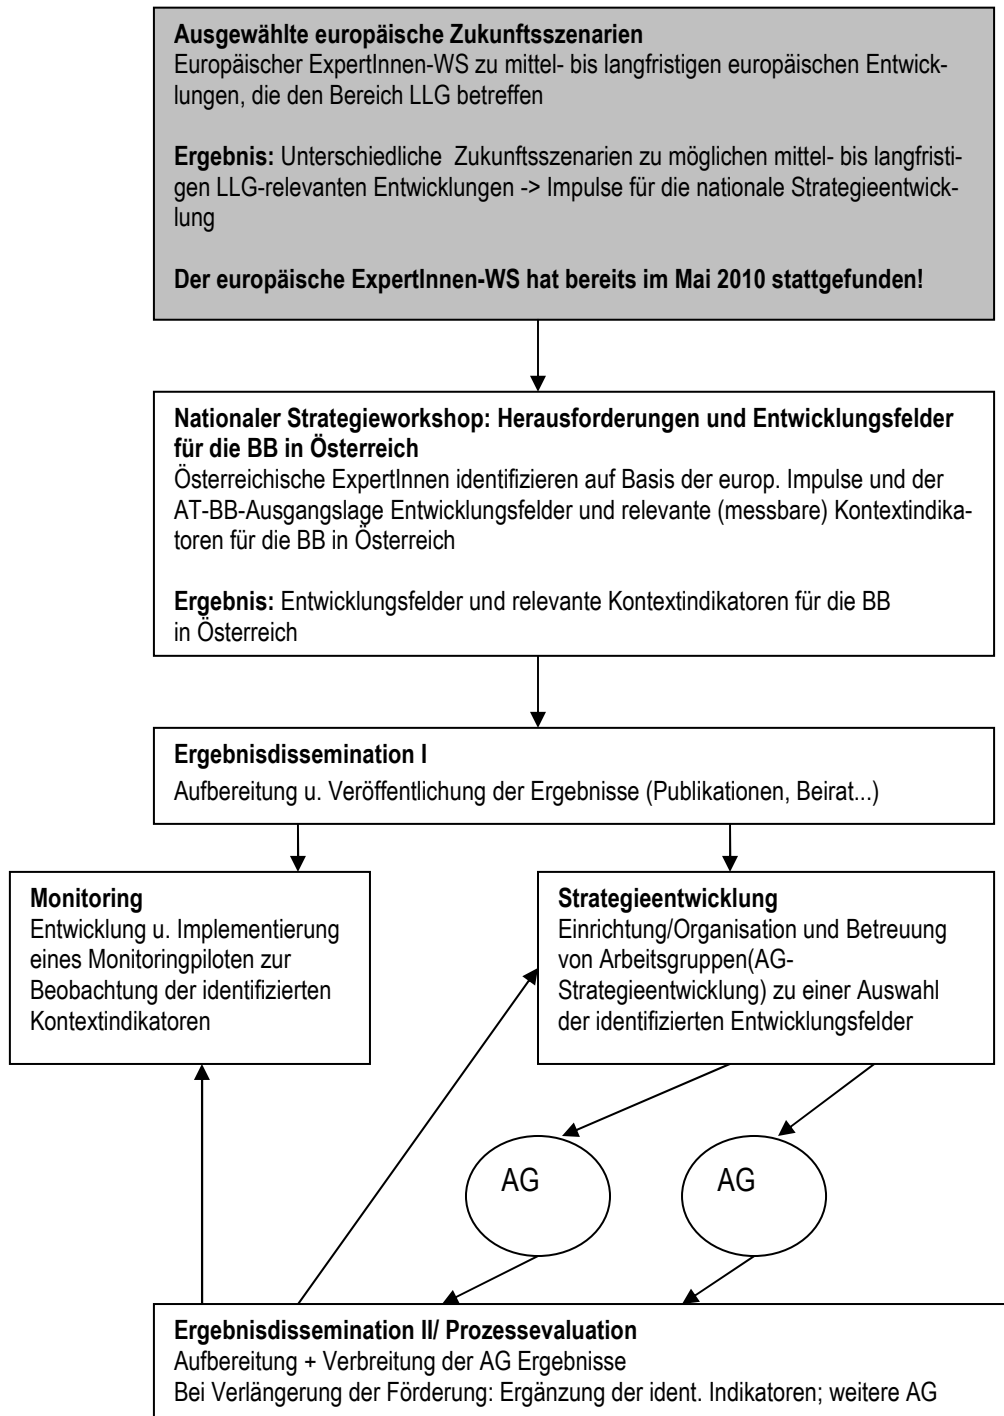 Ausgewählte europäische Zukunftsszenarien
Europäischer ExpertInnen-WS zu mittel- bis langfristigen europäischen Entwick-
lungen, die den Bereich LLG betreffen
Ergebnis: Unterschiedliche Zukunftsszenarien zu möglichen mittel- bis langfristi-
gen LLG-relevanten Entwicklungen -> Impulse für die nationale Strategieentwick-
lung
Der europäische ExpertInnen-WS hat bereits im Mai 2010 stattgefunden!
Nationaler Strategieworkshop: Herausforderungen und Entwicklungsfelder
für die BB in Österreich
Österreichische ExpertInnen identifizieren auf Basis der europ. Impulse und der
AT-BB-Ausgangslage Entwicklungsfelder und relevante (messbare) Kontextindika-
toren für die BB in Österreich
Ergebnis: Entwicklungsfelder und relevante Kontextindikatoren für die BB
in Österreich
Ergebnisdissemination I
Aufbereitung u. Veröffentlichung der Ergebnisse (Publikationen, Beirat...)
Monitoring
Entwicklung u. Implementierung
eines Monitoringpiloten zur
Beobachtung der identifizierten
Kontextindikatoren
Strategieentwicklung
Einrichtung/Organisation und Betreuung
von Arbeitsgruppen(AG-
Strategieentwicklung) zu einer Auswahl
der identifizierten Entwicklungsfelder
AG
AG
Ergebnisdissemination II/ Prozessevaluation
Aufbereitung + Verbreitung der AG Ergebnisse
Bei Verlängerung der Förderung: Ergänzung der ident. Indikatoren; weitere AG